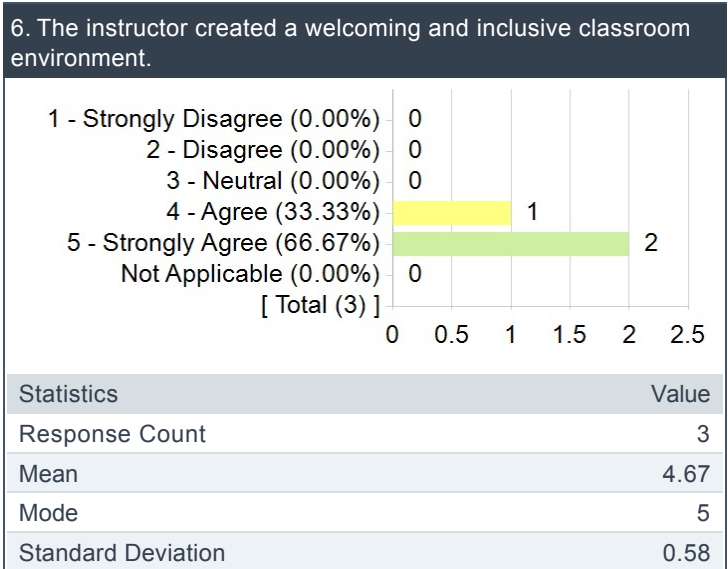 6. The instructor created a welcoming and inclusive classroom
environment.
1 - Strongly Disagree (0.00%) 0
2 - Disagree (0.00%) 0
3 - Neutral (0.00%) 0
4 - Agree (33.33%) 1
5 - Strongly Agree (66.67%) 2
Not Applicable (0.00%) 0
[ Total (3) ]
0 0.5 1 1.5 2 2.5
Statistics Value
Response Count 3
Mean 4.67
Mode 5
Standard Deviation 0.58